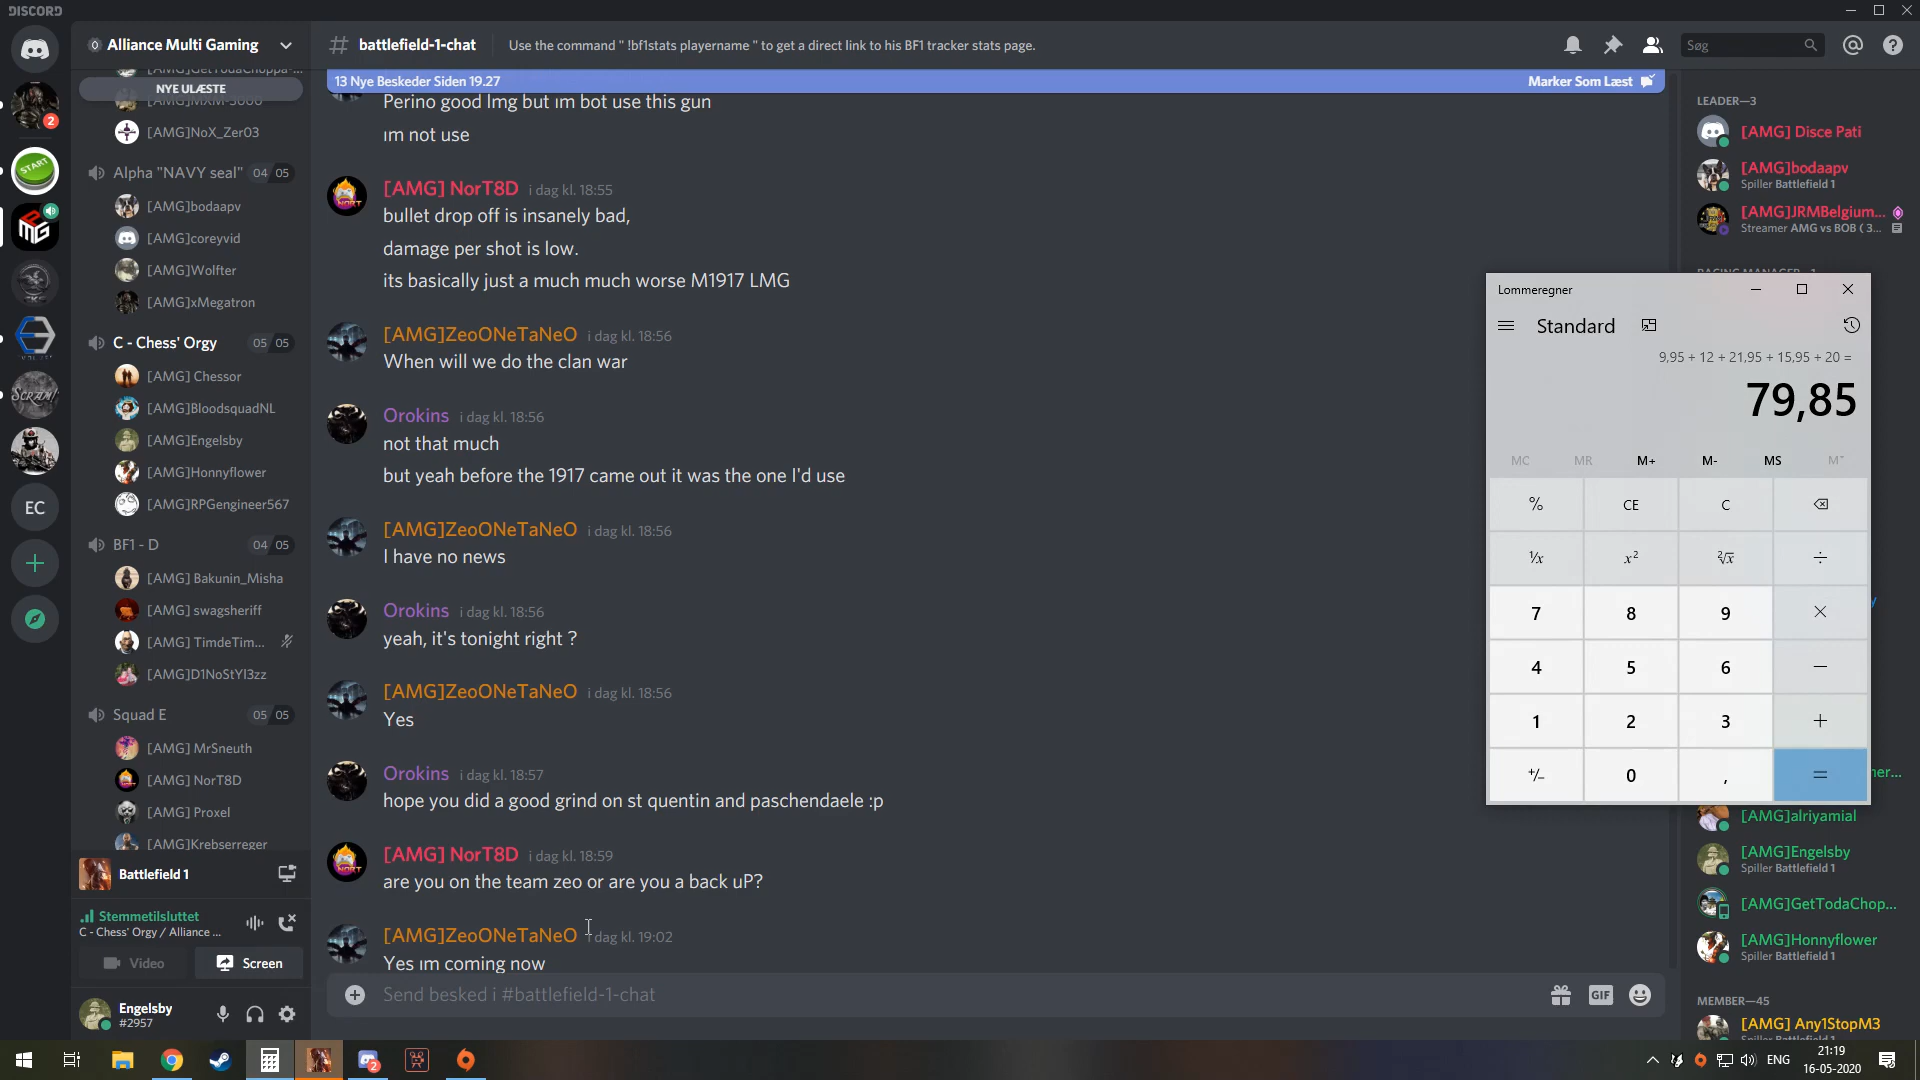 DISCORD
Alliance Multi Gaming
NYE ULÆSTE
[AMG]NoX_Zer03
Alpha "NAVY seal" 04 05
[AMG]bodaapv
[AMG]coreyvid
[AMG]Wolfter
[AMG]xMegatron
C - Chess' Orgy 05 05
[AMG] Chessor
[AMG]BloodsquadNL
[AMG]Engelsby
[AMG]Honnyflower
[AMG]RPGengineer567
BF1 - D 04 05
[AMG] Bakunin_Misha
[AMG] swagsheriff
[AMG] TimdeTim...
[AMG]D1NoStYl3zz
Squad E 05 05
[AMG] MrSneuth
[AMG] NorT8D
[AMG] Proxel
[AMG]Krebserreger
Battlefield 1
Stemmetilsluttet
C - Chess' Orgy / Alliance ...
Video
Screen
Engelsby
#2957
2
START
SCRAM!
EC
# battlefield-1-chat
Use the command " !bf1stats playername " to get a direct link to his BF1 tracker stats page.
Søg
13 Nye Beskeder Siden 19.27
Marker Som Læst
Perino good lmg but ım bot use this gun
ım not use
[AMG] NorT8D i dag kl. 18:55
bullet drop off is insanely bad,
damage per shot is low.
its basically just a much much worse M1917 LMG
[AMG]ZeoONeTaNeO i dag kl. 18:56
When will we do the clan war
Orokins i dag kl. 18:56
not that much
but yeah before the 1917 came out it was the one I'd use
[AMG]ZeoONeTaNeO i dag kl. 18:56
I have no news
Orokins i dag kl. 18:56
yeah, it's tonight right ?
[AMG]ZeoONeTaNeO i dag kl. 18:56
Yes
Orokins i dag kl. 18:57
hope you did a good grind on st quentin and paschendaele :p
[AMG] NorT8D i dag kl. 18:59
are you on the team zeo or are you a back uP?
[AMG]ZeoONeTaNeO i dag kl. 19:02
Yes ım coming now
Send besked i #battlefield-1-chat
GIF
LEADER—3
[AMG] Disce Pati
[AMG]bodaapv
Spiller Battlefield 1
[AMG]JRMBelgium...
Streamer AMG vs BOB ( 3...
Lommeregner
Standard
9,95 + 12 + 21,95 + 15,95 + 20 =
79,85
MC MR M+ M- MS M˅
% CE C
¹/x x² ²√x ÷
7 8 9 ×
4 5 6 −
1 2 3 +
+/− 0 , =
ner...
[AMG]alriyamial
[AMG]Engelsby
Spiller Battlefield 1
[AMG]GetTodaChop...
[AMG]Honnyflower
Spiller Battlefield 1
MEMBER—45
[AMG] Any1StopM3
2
ENG
21:19
16-05-2020